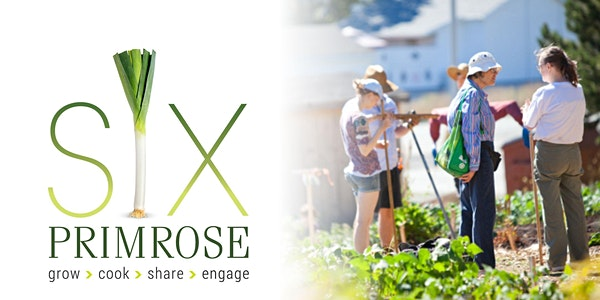 SIX
PRIMROSE
grow > cook > share > engage